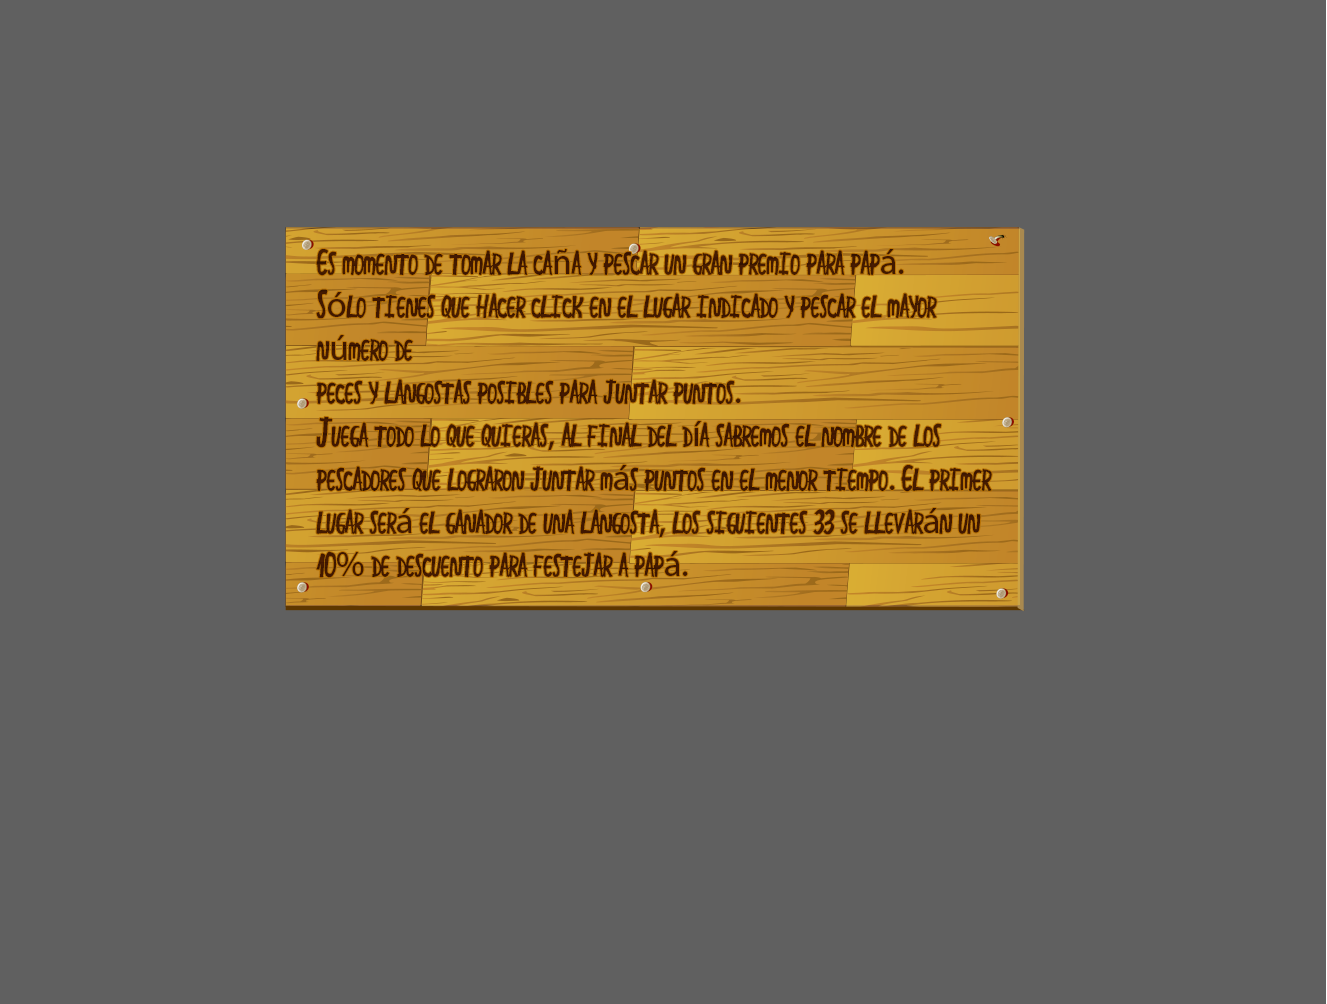 Es momento de tomar la caña y pescar un gran premio para papá.
Sólo tienes que hacer click en el lugar indicado y pescar el mayor
número de
peces y langostas posibles para juntar puntos.
Juega todo lo que quieras, al final del día sabremos el nombre de los
pescadores que lograron juntar más puntos en el menor tiempo. El primer
lugar será el ganador de una langosta, los siguientes 33 se llevarán un
10% de descuento para festejar a papá.